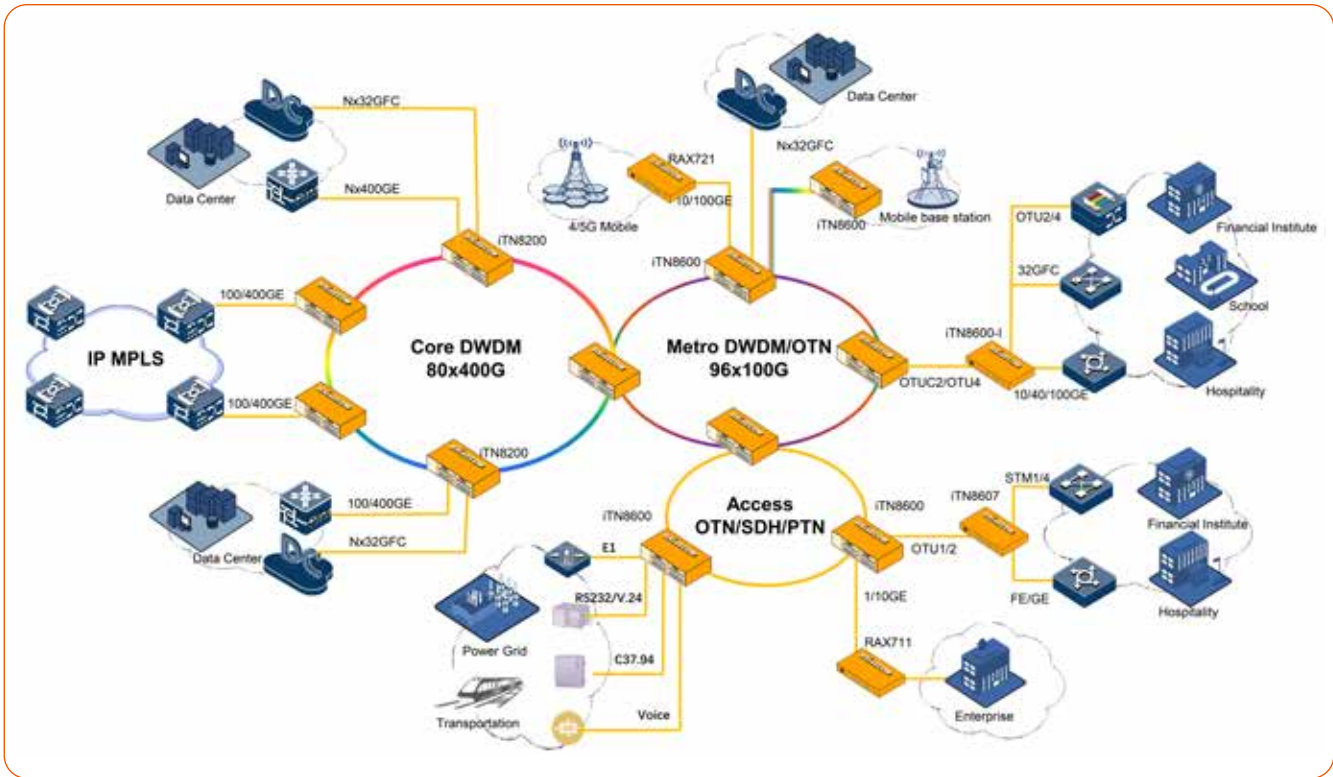 Nx32GFC
Data Center
Nx400GE
iTN8200
100/400GE
IP MPLS
100/400GE
Core DWDM
80x400G
iTN8200
100/400GE
Data Center
Nx32GFC
Data Center
Nx32GFC
RAX721
10/100GE
4/5G Mobile
Mobile base station
iTN8600
iTN8600
Metro DWDM/OTN
96x100G
OTU2/4
Financial Institute
32GFC
School
iTN8600-I
OTUC2/OTU4
10/40/100GE
Hospitality
Access
OTN/SDH/PTN
iTN8600
iTN8600
E1
RS232/V.24
Power Grid
C37.94
Transportation
Voice
OTU1/2
iTN8607
STM1/4
Financial Institute
FE/GE
Hospitality
1/10GE
RAX711
Enterprise